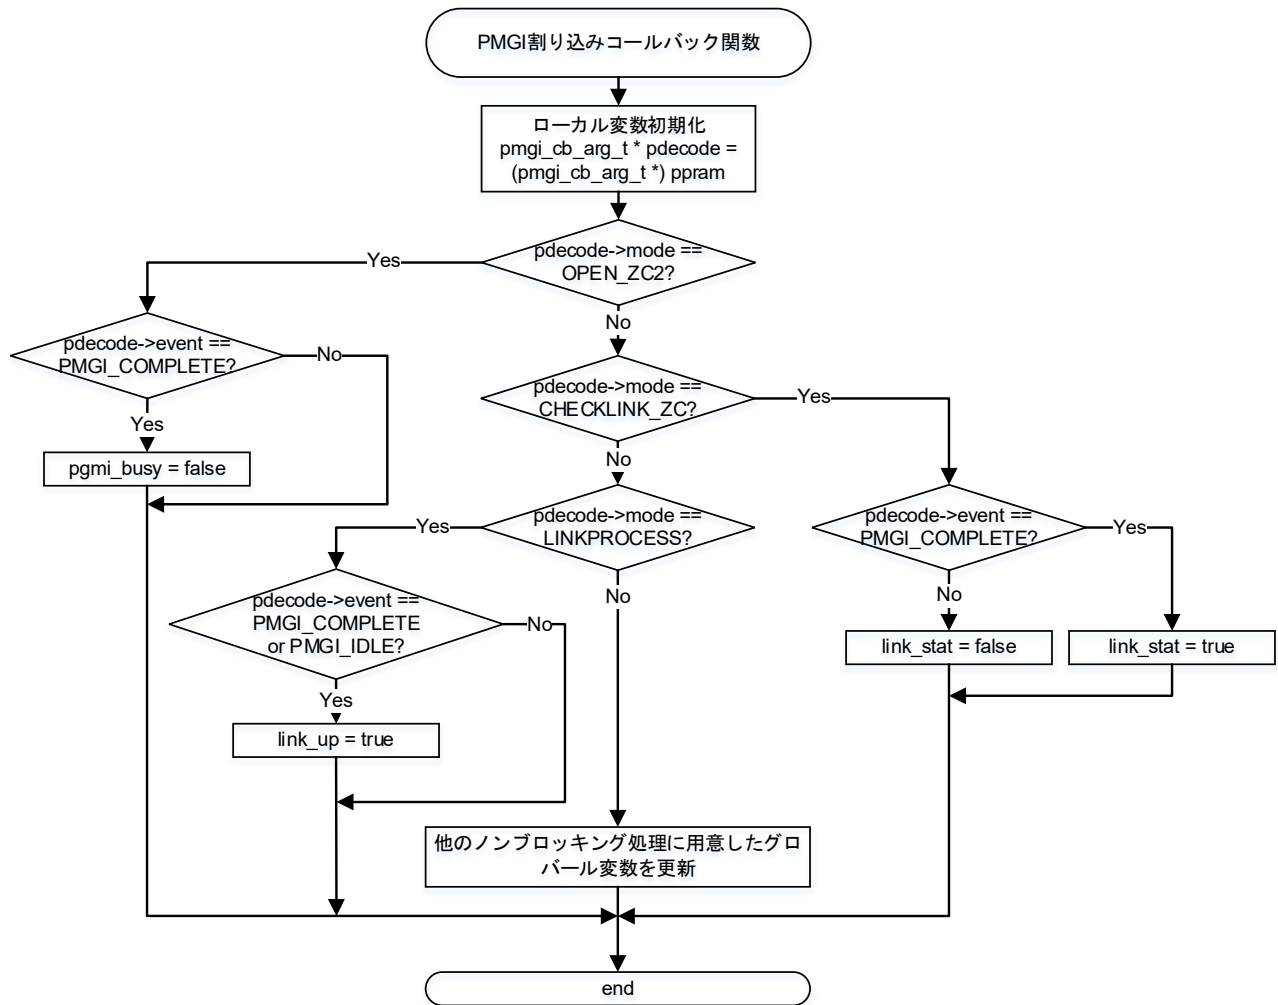 PMGI割り込みコールバック関数
ローカル変数初期化
pmgi_cb_arg_t * pdecode =
(pmgi_cb_arg_t *) ppram
pdecode->mode ==
OPEN_ZC2?
Yes
No
pdecode->event ==
PMGI_COMPLETE?
No
Yes
pgmi_busy = false
pdecode->mode ==
CHECKLINK_ZC?
Yes
No
pdecode->mode ==
LINKPROCESS?
Yes
No
pdecode->event ==
PMGI_COMPLETE?
Yes
No
link_stat = false
link_stat = true
pdecode->event ==
PMGI_COMPLETE
or PMGI_IDLE?
No
Yes
link_up = true
他のノンブロッキング処理に用意したグロ
バール変数を更新
end